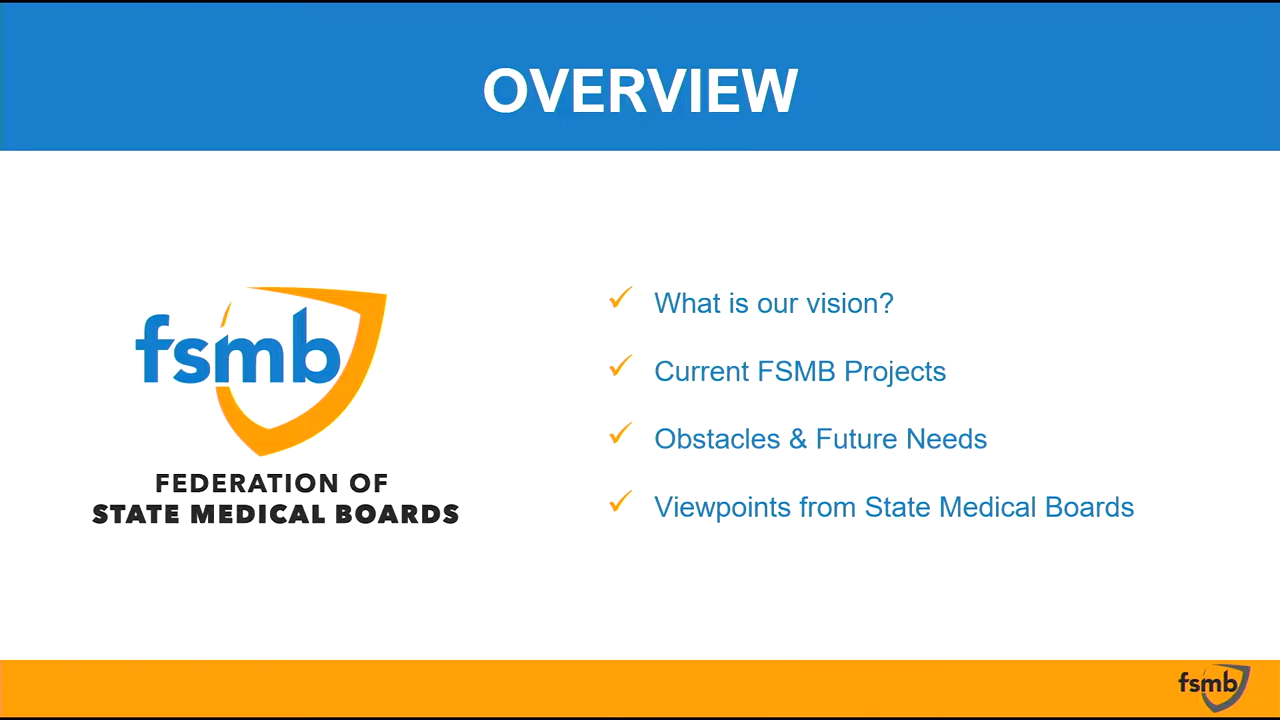 OVERVIEW
fsmb
FEDERATION OF
STATE MEDICAL BOARDS
What is our vision?
Current FSMB Projects
Obstacles & Future Needs
Viewpoints from State Medical Boards
fsmb